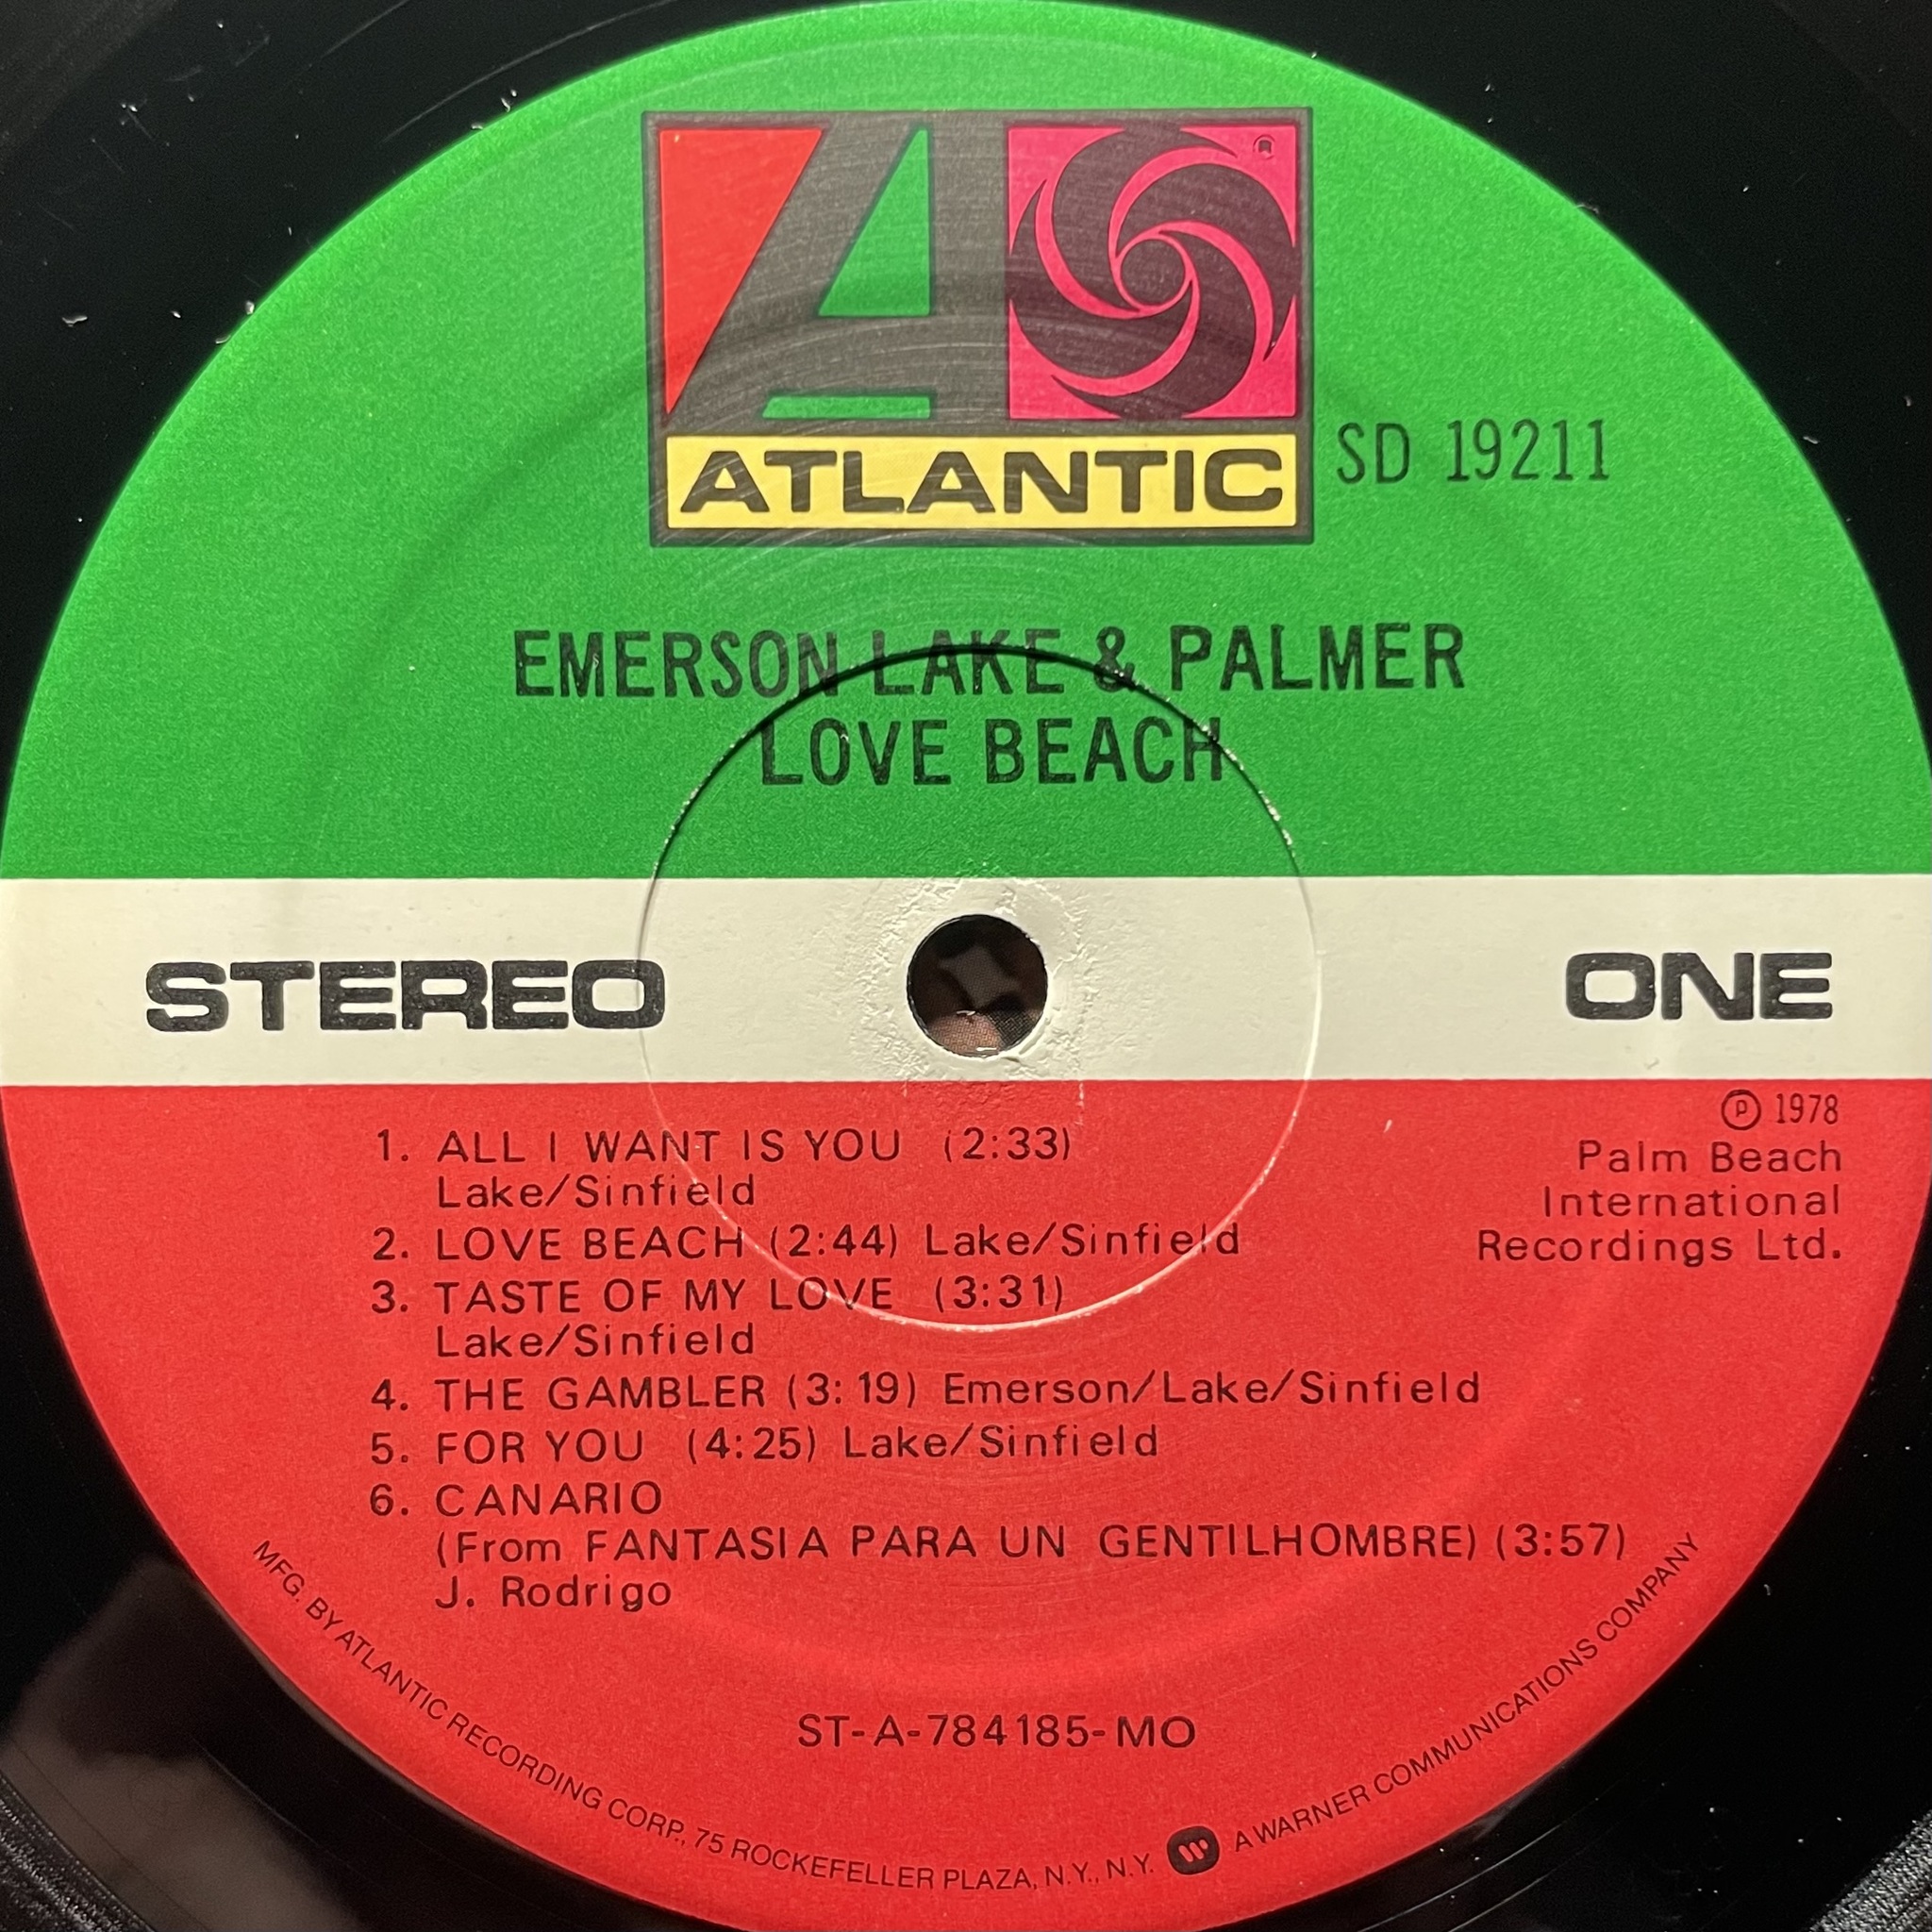 ATLANTIC
SD 19211
EMERSON LAKE & PALMER
LOVE BEACH
STEREO
ONE
℗ 1978
Palm Beach
International
Recordings Ltd.
1. ALL I WANT IS YOU (2:33)
Lake/Sinfield
2. LOVE BEACH (2:44) Lake/Sinfield
3. TASTE OF MY LOVE (3:31)
Lake/Sinfield
4. THE GAMBLER (3:19) Emerson/Lake/Sinfield
5. FOR YOU (4:25) Lake/Sinfield
6. CANARIO
(From FANTASIA PARA UN GENTILHOMBRE) (3:57)
J. Rodrigo
ST-A-784185-MO
MFG. BY ATLANTIC RECORDING CORP., 75 ROCKEFELLER PLAZA, N.Y., N.Y. A WARNER COMMUNICATIONS COMPANY